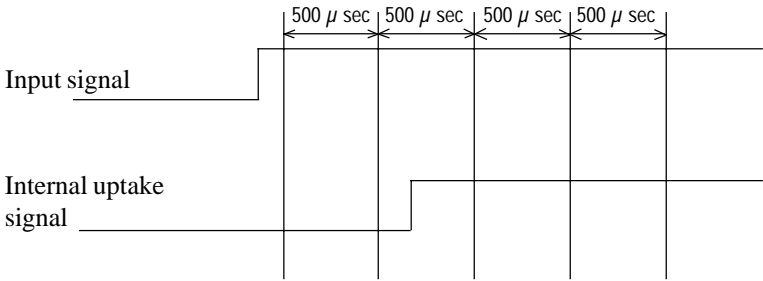 500 μ sec 500 μ sec 500 μ sec 500 μ sec
Input signal
Internal uptake
signal